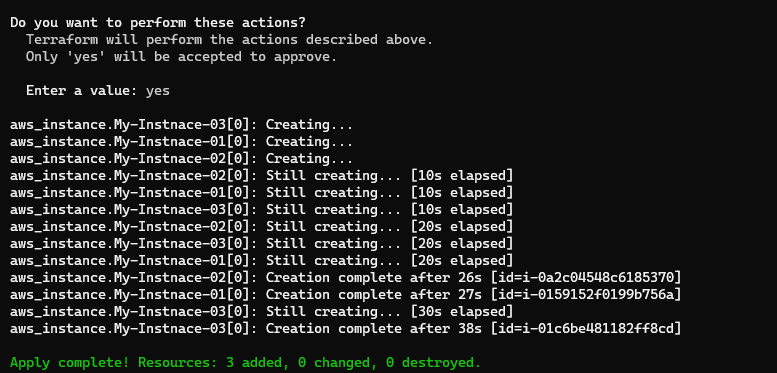 Do you want to perform these actions?
Terraform will perform the actions described above.
Only 'yes' will be accepted to approve.
Enter a value: yes
aws_instance.My-Instnace-03[0]: Creating...
aws_instance.My-Instnace-01[0]: Creating...
aws_instance.My-Instnace-02[0]: Creating...
aws_instance.My-Instnace-02[0]: Still creating... [10s elapsed]
aws_instance.My-Instnace-01[0]: Still creating... [10s elapsed]
aws_instance.My-Instnace-03[0]: Still creating... [10s elapsed]
aws_instance.My-Instnace-02[0]: Still creating... [20s elapsed]
aws_instance.My-Instnace-03[0]: Still creating... [20s elapsed]
aws_instance.My-Instnace-01[0]: Still creating... [20s elapsed]
aws_instance.My-Instnace-02[0]: Creation complete after 26s [id=i-0a2c04548c6185370]
aws_instance.My-Instnace-01[0]: Creation complete after 27s [id=i-0159152f0199b756a]
aws_instance.My-Instnace-03[0]: Still creating... [30s elapsed]
aws_instance.My-Instnace-03[0]: Creation complete after 38s [id=i-01c6be481182ff8cd]
Apply complete! Resources: 3 added, 0 changed, 0 destroyed.